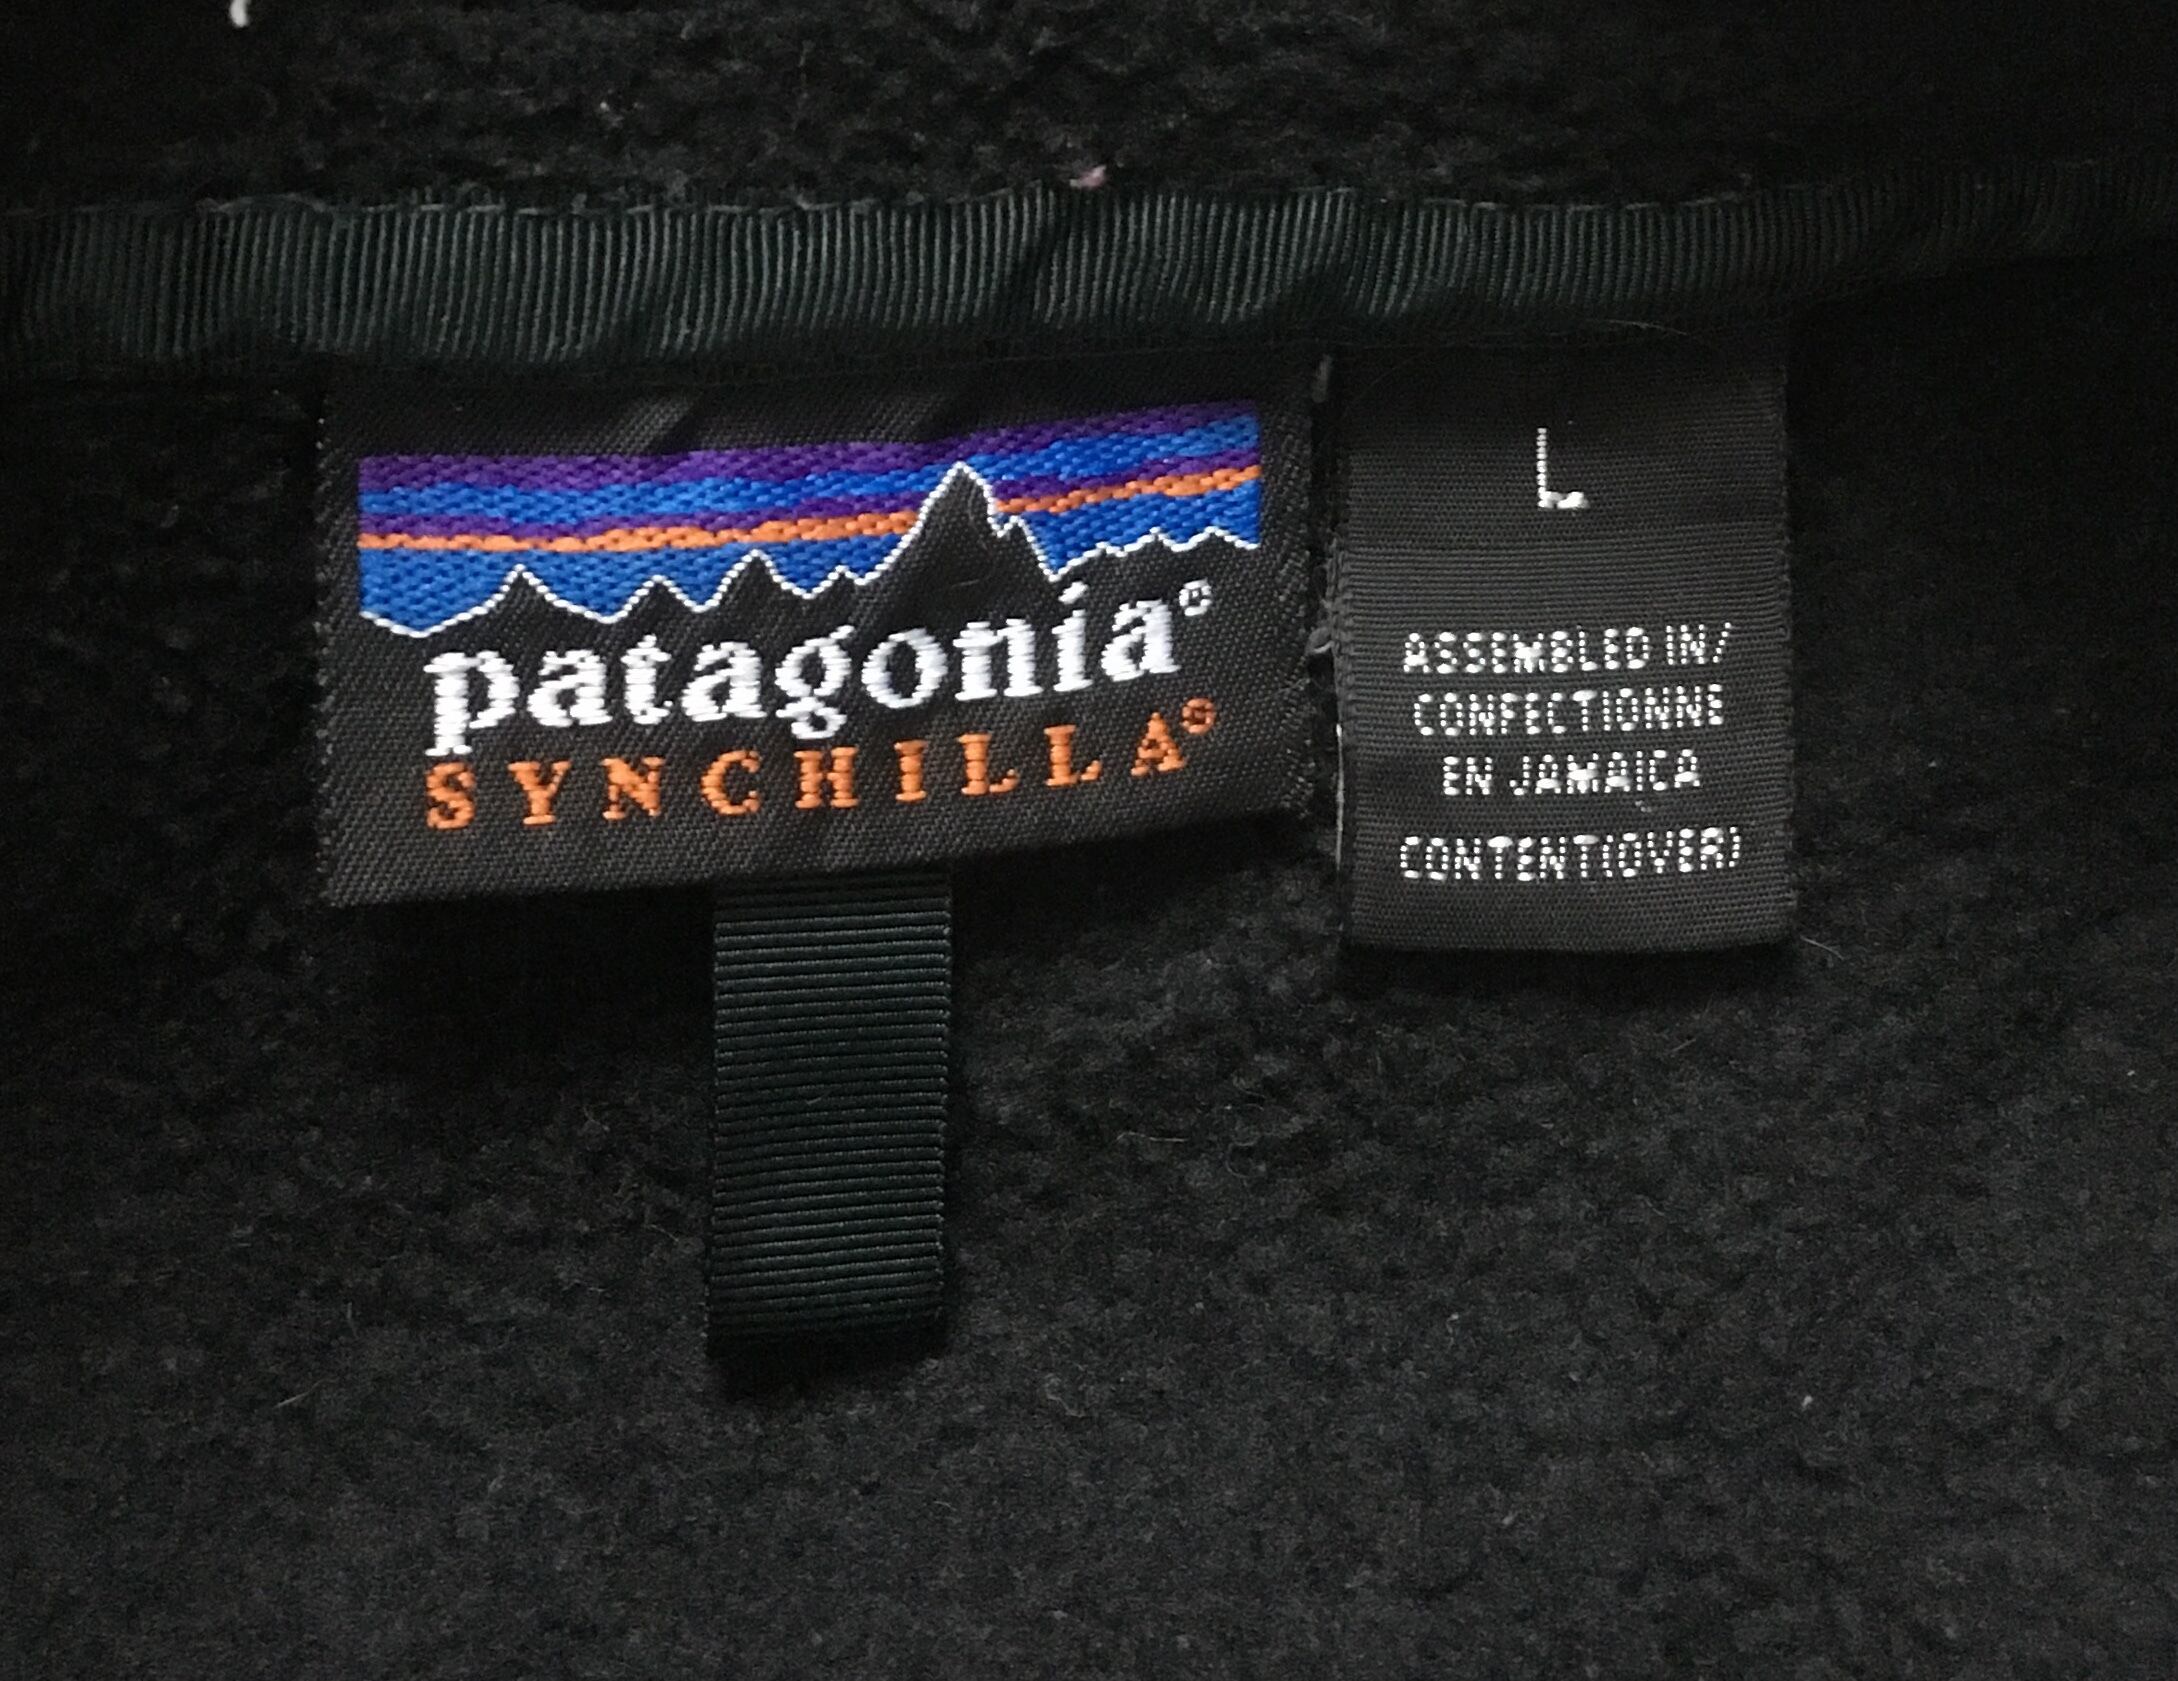 patagonia®
SYNCHILLA®
L
ASSEMBLED IN/
CONFECTIONNE
EN JAMAICA
CONTENT(OVER)